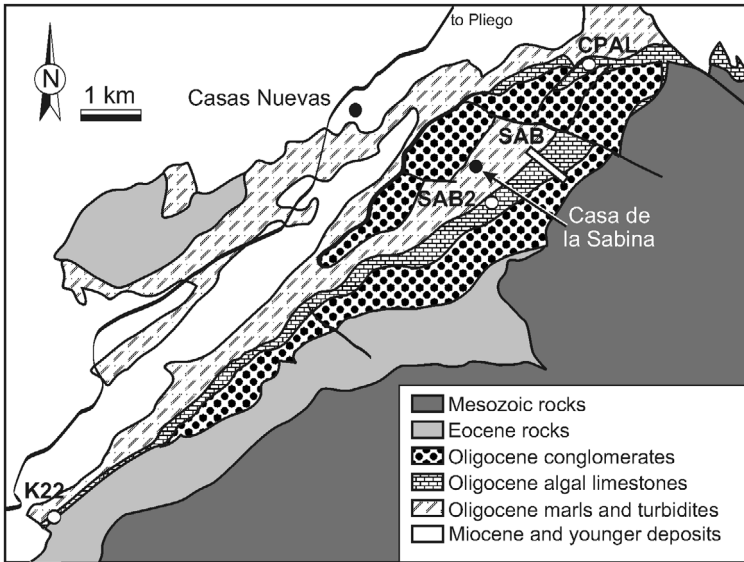 to Pliego
CPAL
N
1 km
Casas Nuevas
SAB
SAB2
Casa de
la Sabina
K22
Mesozoic rocks
Eocene rocks
Oligocene conglomerates
Oligocene algal limestones
Oligocene marls and turbidites
Miocene and younger deposits